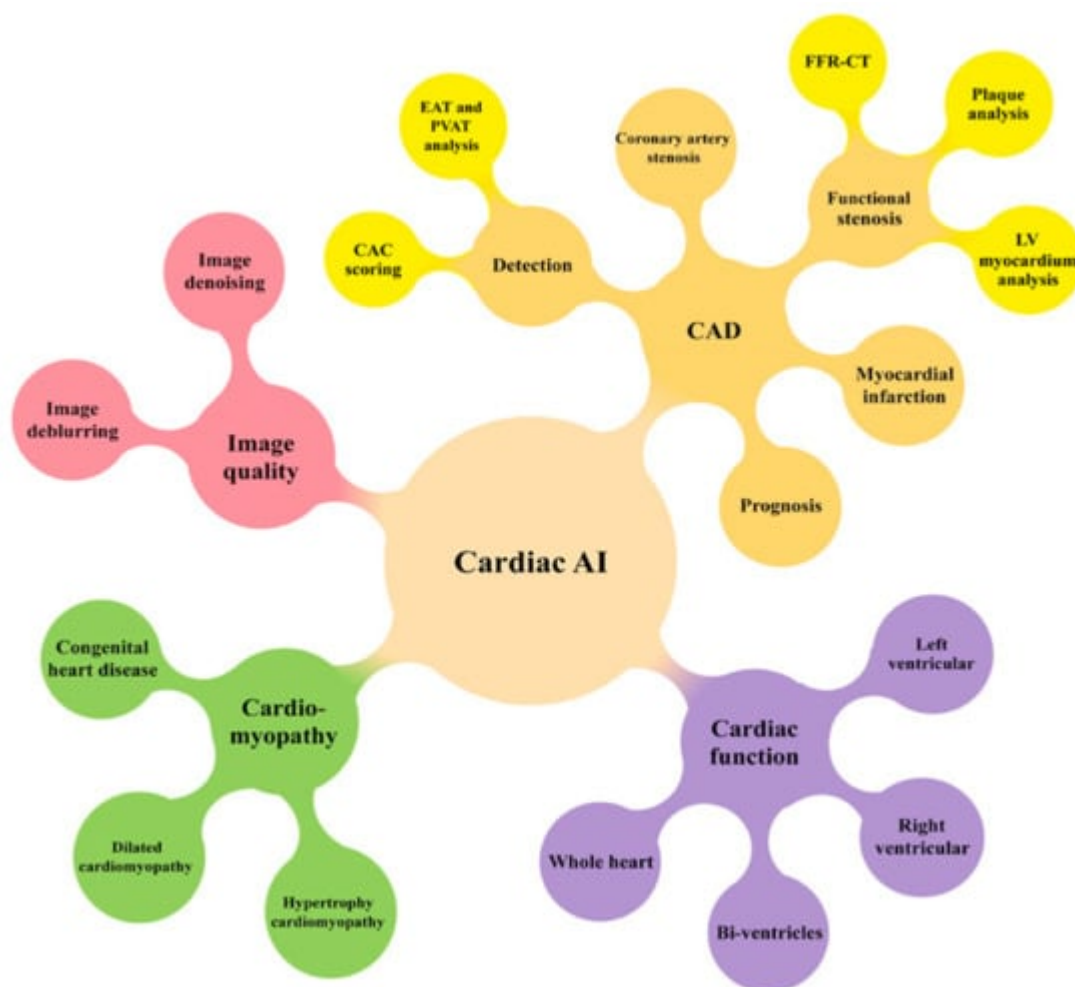 FFR-CT
Plaque
analysis
EAT and
PVAT
analysis
Coronary artery
stenosis
Functional
stenosis
LV
myocardium
analysis
CAC
scoring
Detection
Image
denoising
CAD
Myocardial
infarction
Image
deblurring
Image
quality
Prognosis
Cardiac AI
Congenital
heart disease
Cardio-
myopathy
Left
ventricular
Cardiac
function
Dilated
cardiomyopathy
Whole heart
Right
ventricular
Hypertrophy
cardiomyopathy
Bi-ventricles